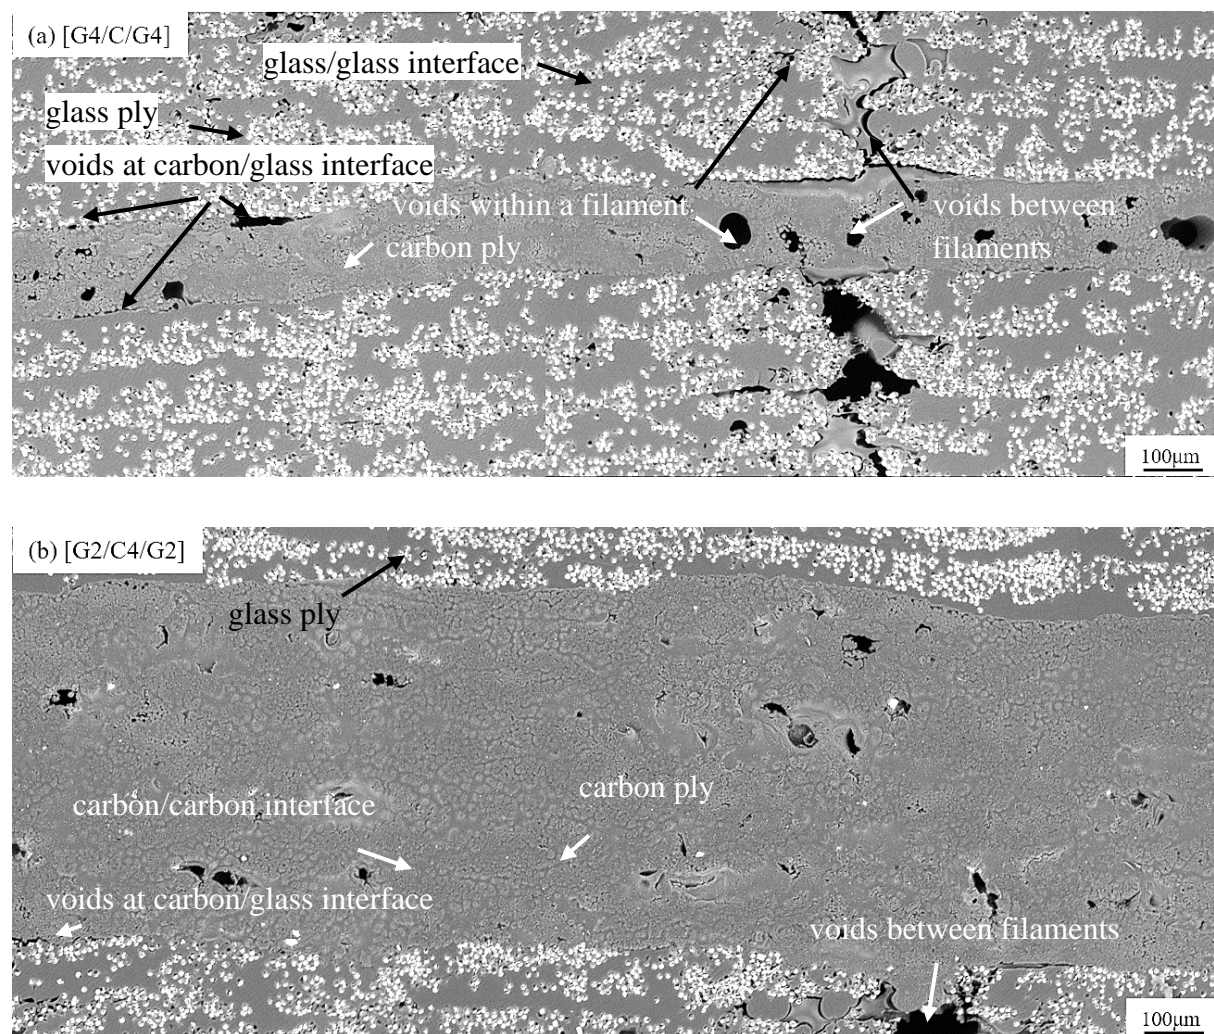 (a) [G4/C/G4]
glass/glass interface
glass ply
voids at carbon/glass interface
voids within a filament
voids between
filaments
carbon ply
100μm
(b) [G2/C4/G2]
glass ply
carbon ply
carbon/carbon interface
voids at carbon/glass interface
voids between filaments
100μm